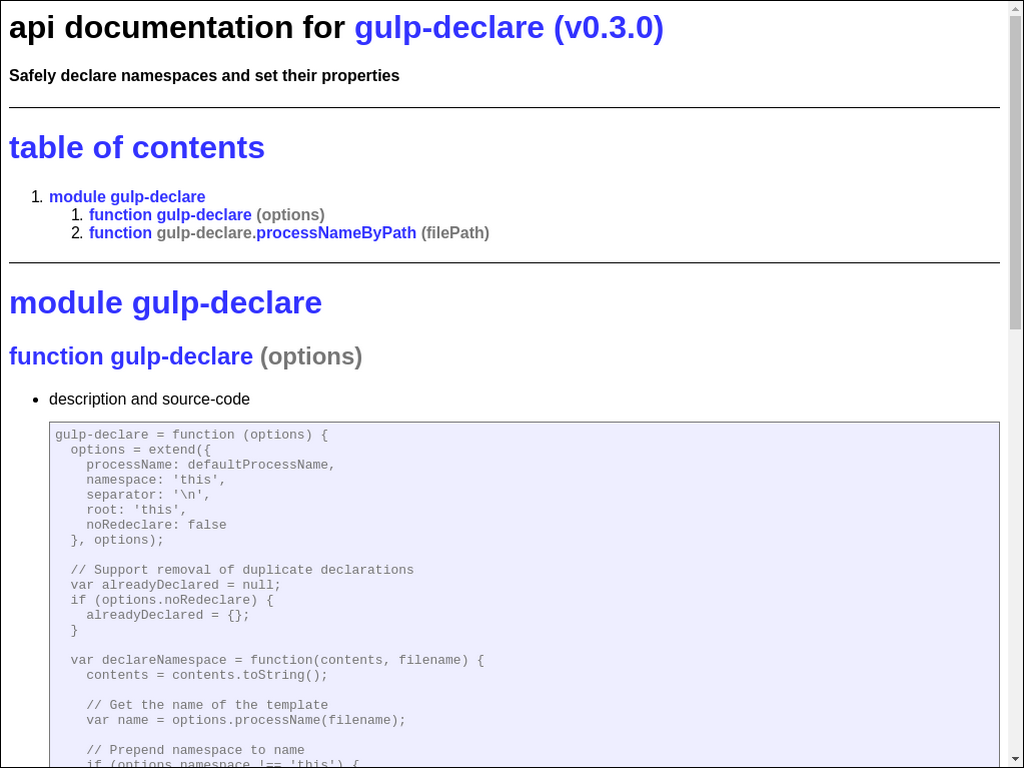 api documentation for gulp-declare (v0.3.0)
Safely declare namespaces and set their properties
table of contents
1. module gulp-declare
1. function gulp-declare (options)
2. function gulp-declare.processNameByPath (filePath)
module gulp-declare
function gulp-declare (options)
• description and source-code
gulp-declare = function (options) {
  options = extend({
    processName: defaultProcessName,
    namespace: 'this',
    separator: '\n',
    root: 'this',
    noRedeclare: false
  }, options);
  // Support removal of duplicate declarations
  var alreadyDeclared = null;
  if (options.noRedeclare) {
    alreadyDeclared = {};
  }
  var declareNamespace = function(contents, filename) {
    contents = contents.toString();
    // Get the name of the template
    var name = options.processName(filename);
    // Prepend namespace to name
    if (options.namespace !== 'this') {